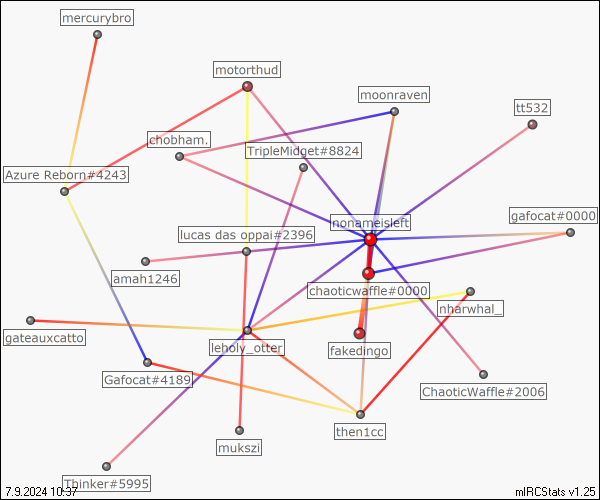 mercurybro
motorthud
moonraven
tt532
chobham.
TripleMidget#8824
Azure Reborn#4243
nonameisleft
gafocat#0000
lucas das oppai#2396
amah1246
chaoticwaffle#0000
nharwhal_
gateauxcatto
leholy_otter
fakedingo
Gafocat#4189
ChaoticWaffle#2006
then1cc
mukszi
Thinker#5995
7.9.2024 10:37
mIRCStats v1.25